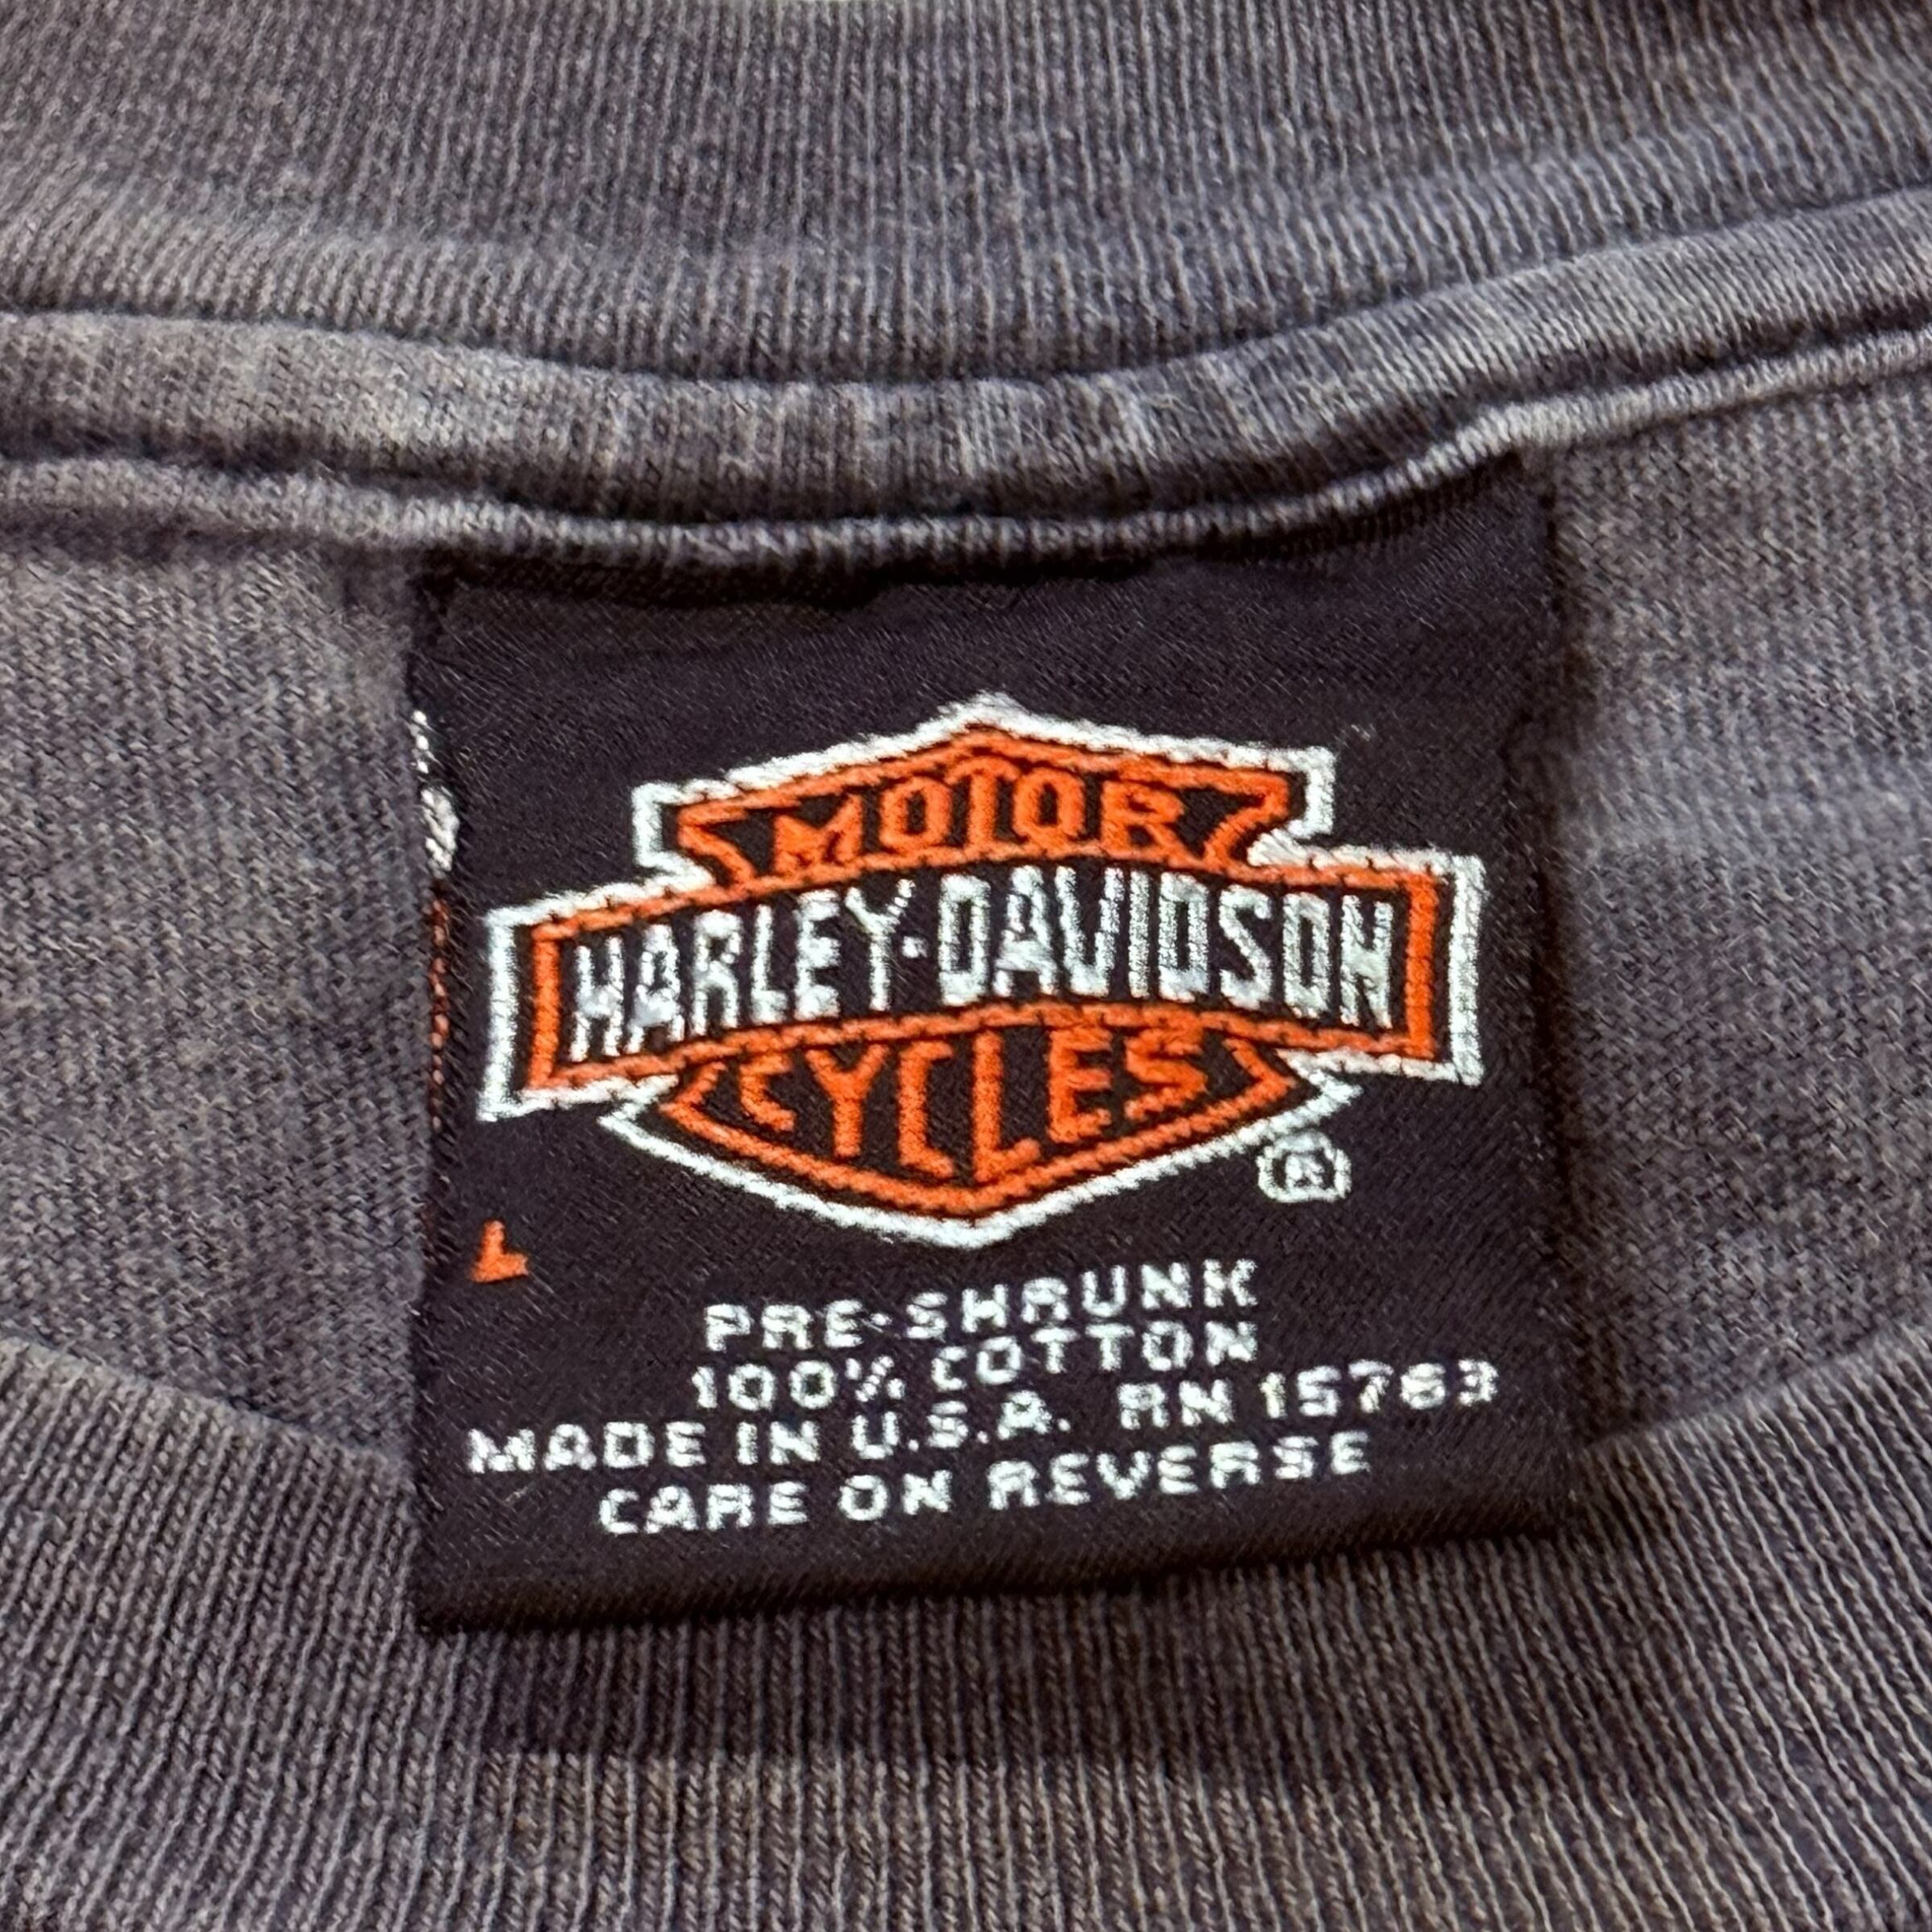 MOTOR
HARLEY-DAVIDSON
CYCLES
®
L
PRE-SHRUNK
100% COTTON
MADE IN U.S.A. RN 15763
CARE ON REVERSE